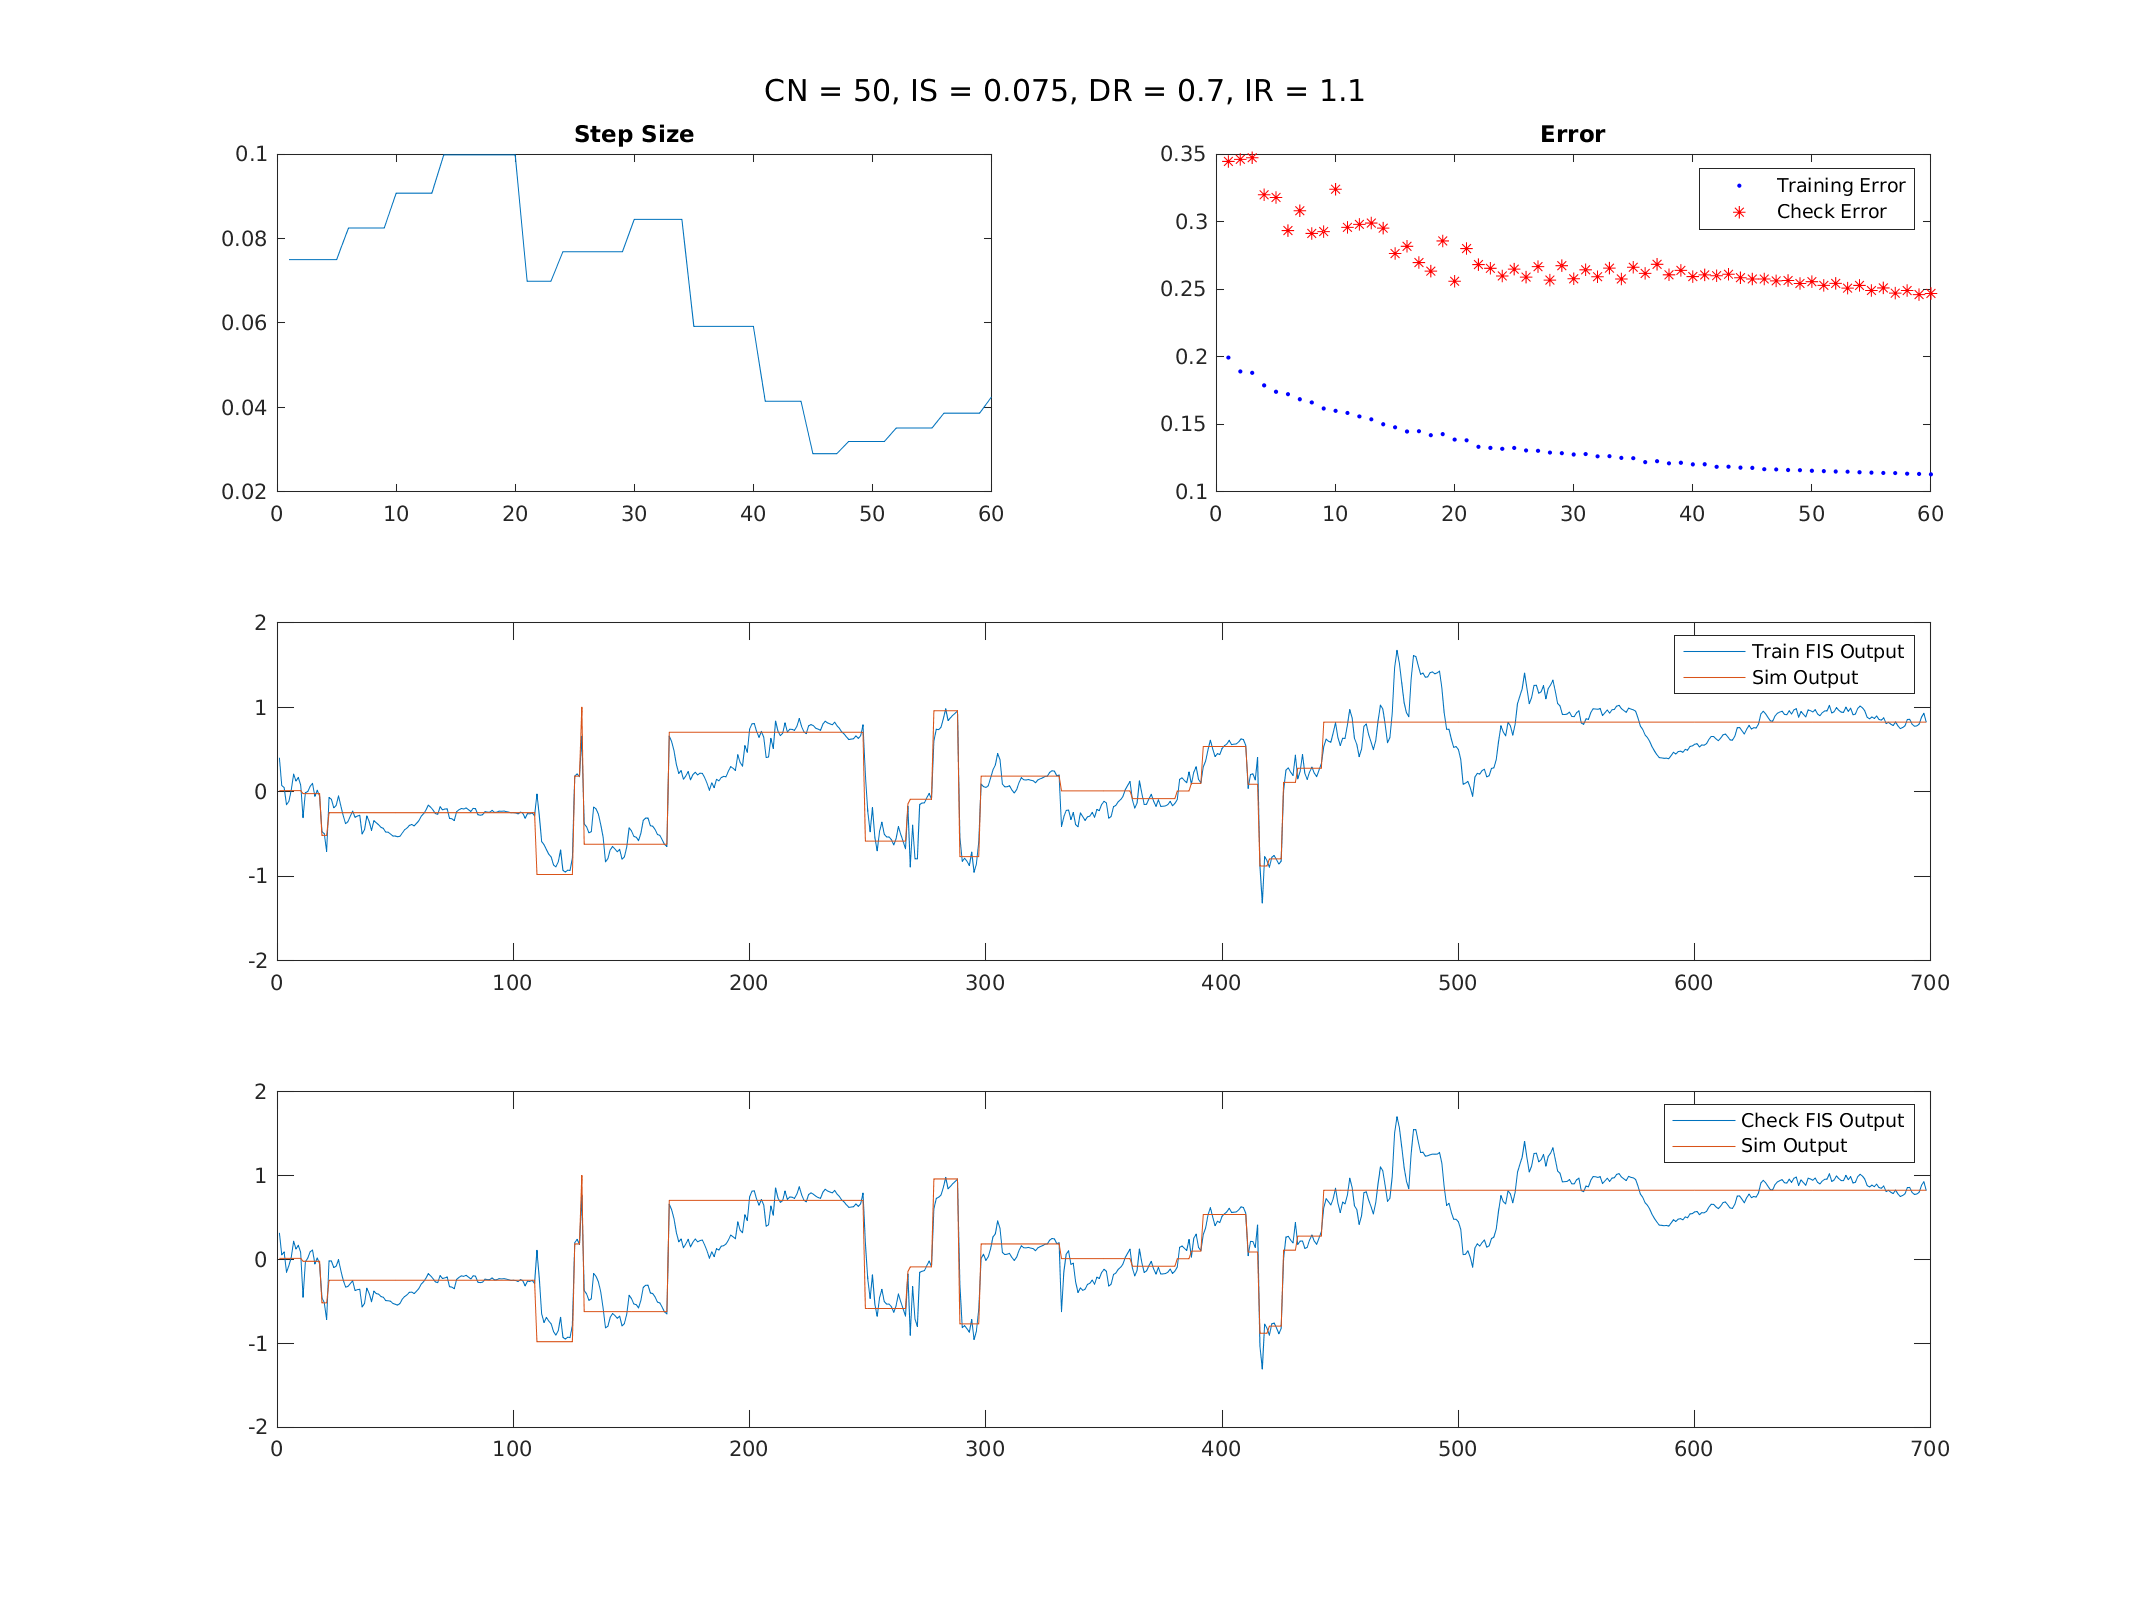 CN = 50, IS = 0.075, DR = 0.7, IR = 1.1
Step Size
0.1
0.08
0.06
0.04
0.02
0 10 20 30 40 50 60
Error
0.35
0.3
0.25
0.2
0.15
0.1
0 10 20 30 40 50 60
Training Error
Check Error
2
1
0
-1
-2
0 100 200 300 400 500 600 700
Train FIS Output
Sim Output
2
1
0
-1
-2
0 100 200 300 400 500 600 700
Check FIS Output
Sim Output